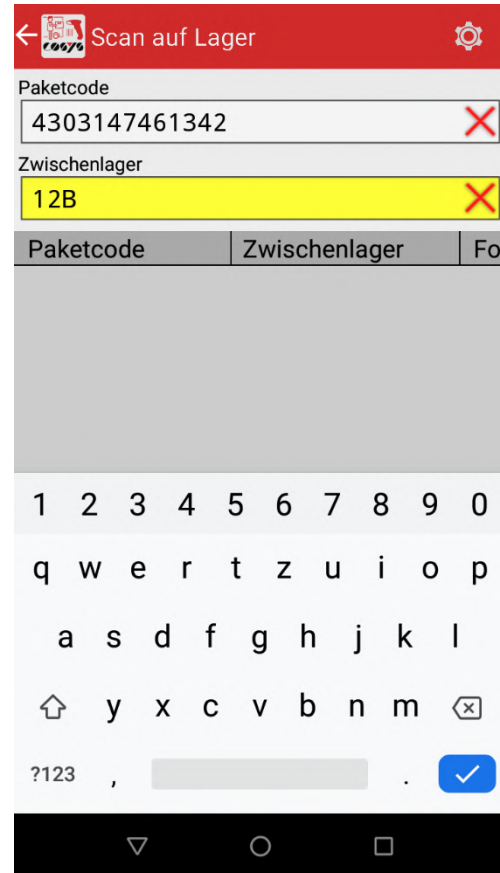 COSYS Scan auf Lager
Paketcode
4303147461342
Zwischenlager
12B
Paketcode Zwischenlager Fo
1 2 3 4 5 6 7 8 9 0
q w e r t z u i o p
a s d f g h j k l
y x c v b n m
?123 , .